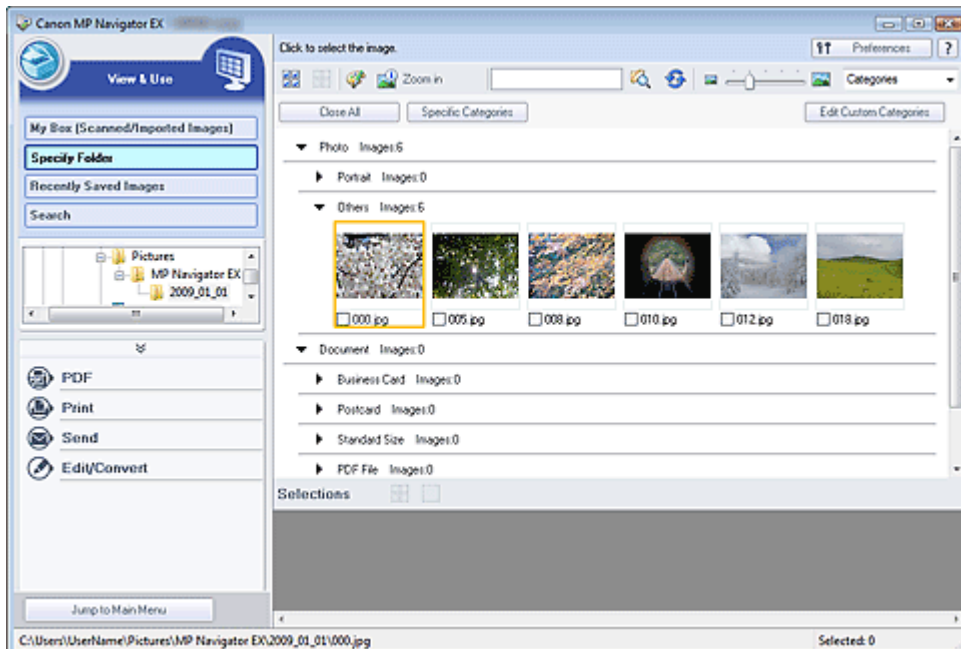 Canon MP Navigator EX
View & Use
My Box (Scanned/Imported Images)
Specify Folder
Recently Saved Images
Search
Pictures
MP Navigator EX
2009_01_01
PDF
Print
Send
Edit/Convert
Jump to Main Menu
Click to select the image.
Preferences
?
Zoom in
Categories
Close All
Specific Categories
Edit Custom Categories
Photo Images:6
Portrait Images:0
Others Images:6
000.jpg 005.jpg 008.jpg 010.jpg 012.jpg 018.jpg
Document Images:0
Business Card Images:0
Postcard Images:0
Standard Size Images:0
PDF File Images:0
Selections
C:\Users\UserName\Pictures\MP Navigator EX\2009_01_01\000.jpg
Selected: 0